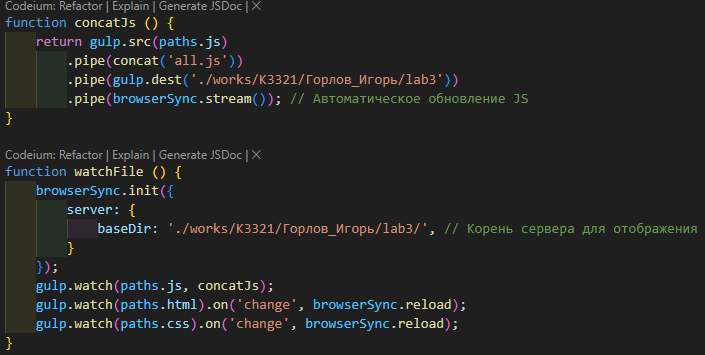 Codeium: Refactor | Explain | Generate JSDoc | ✕
function concatJs () {
    return gulp.src(paths.js)
        .pipe(concat('all.js'))
        .pipe(gulp.dest('./works/K3321/Горлов_Игорь/lab3'))
        .pipe(browserSync.stream()); // Автоматическое обновление JS
}
Codeium: Refactor | Explain | Generate JSDoc | ✕
function watchFile () {
    browserSync.init({
        server: {
            baseDir: './works/K3321/Горлов_Игорь/lab3/', // Корень сервера для отображения
        }
    });
    gulp.watch(paths.js, concatJs);
    gulp.watch(paths.html).on('change', browserSync.reload);
    gulp.watch(paths.css).on('change', browserSync.reload);
}